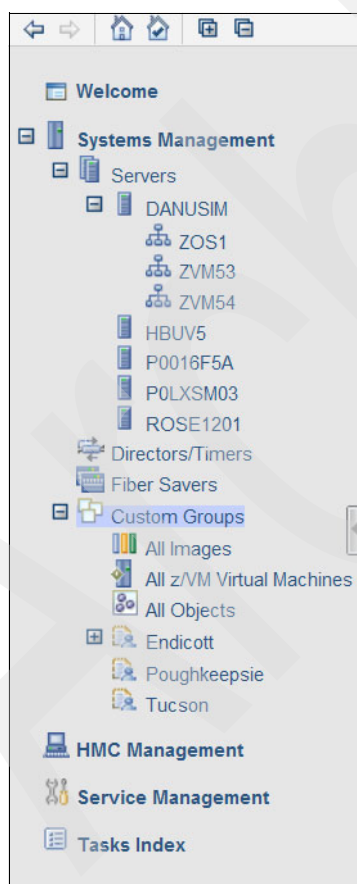 Welcome
Systems Management
Servers
DANUSIM
ZOS1
ZVM53
ZVM54
HBUV5
P0016F5A
P0LXSM03
ROSE1201
Directors/Timers
Fiber Savers
Custom Groups
All Images
All z/VM Virtual Machines
All Objects
Endicott
Poughkeepsie
Tucson
HMC Management
Service Management
Tasks Index